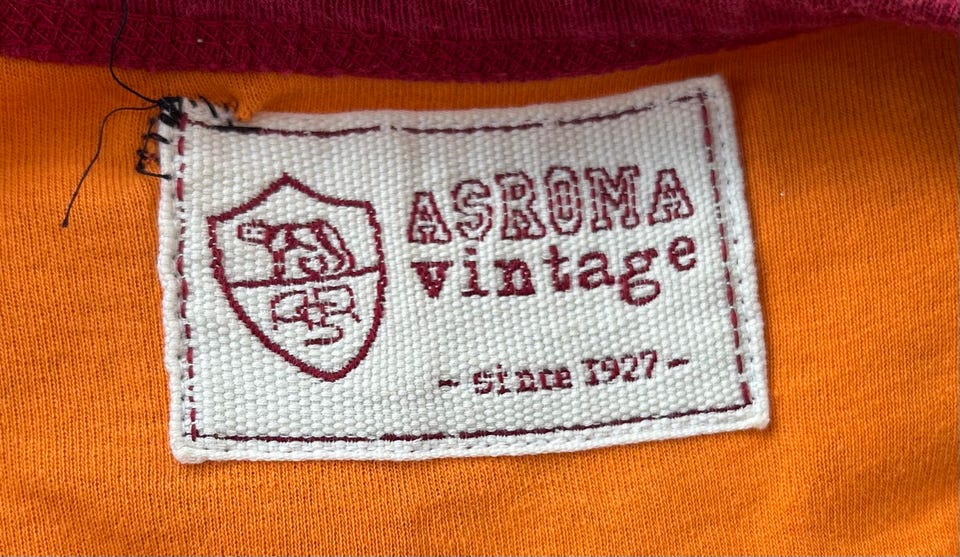 ASROMA
vintage
- since 1927 -